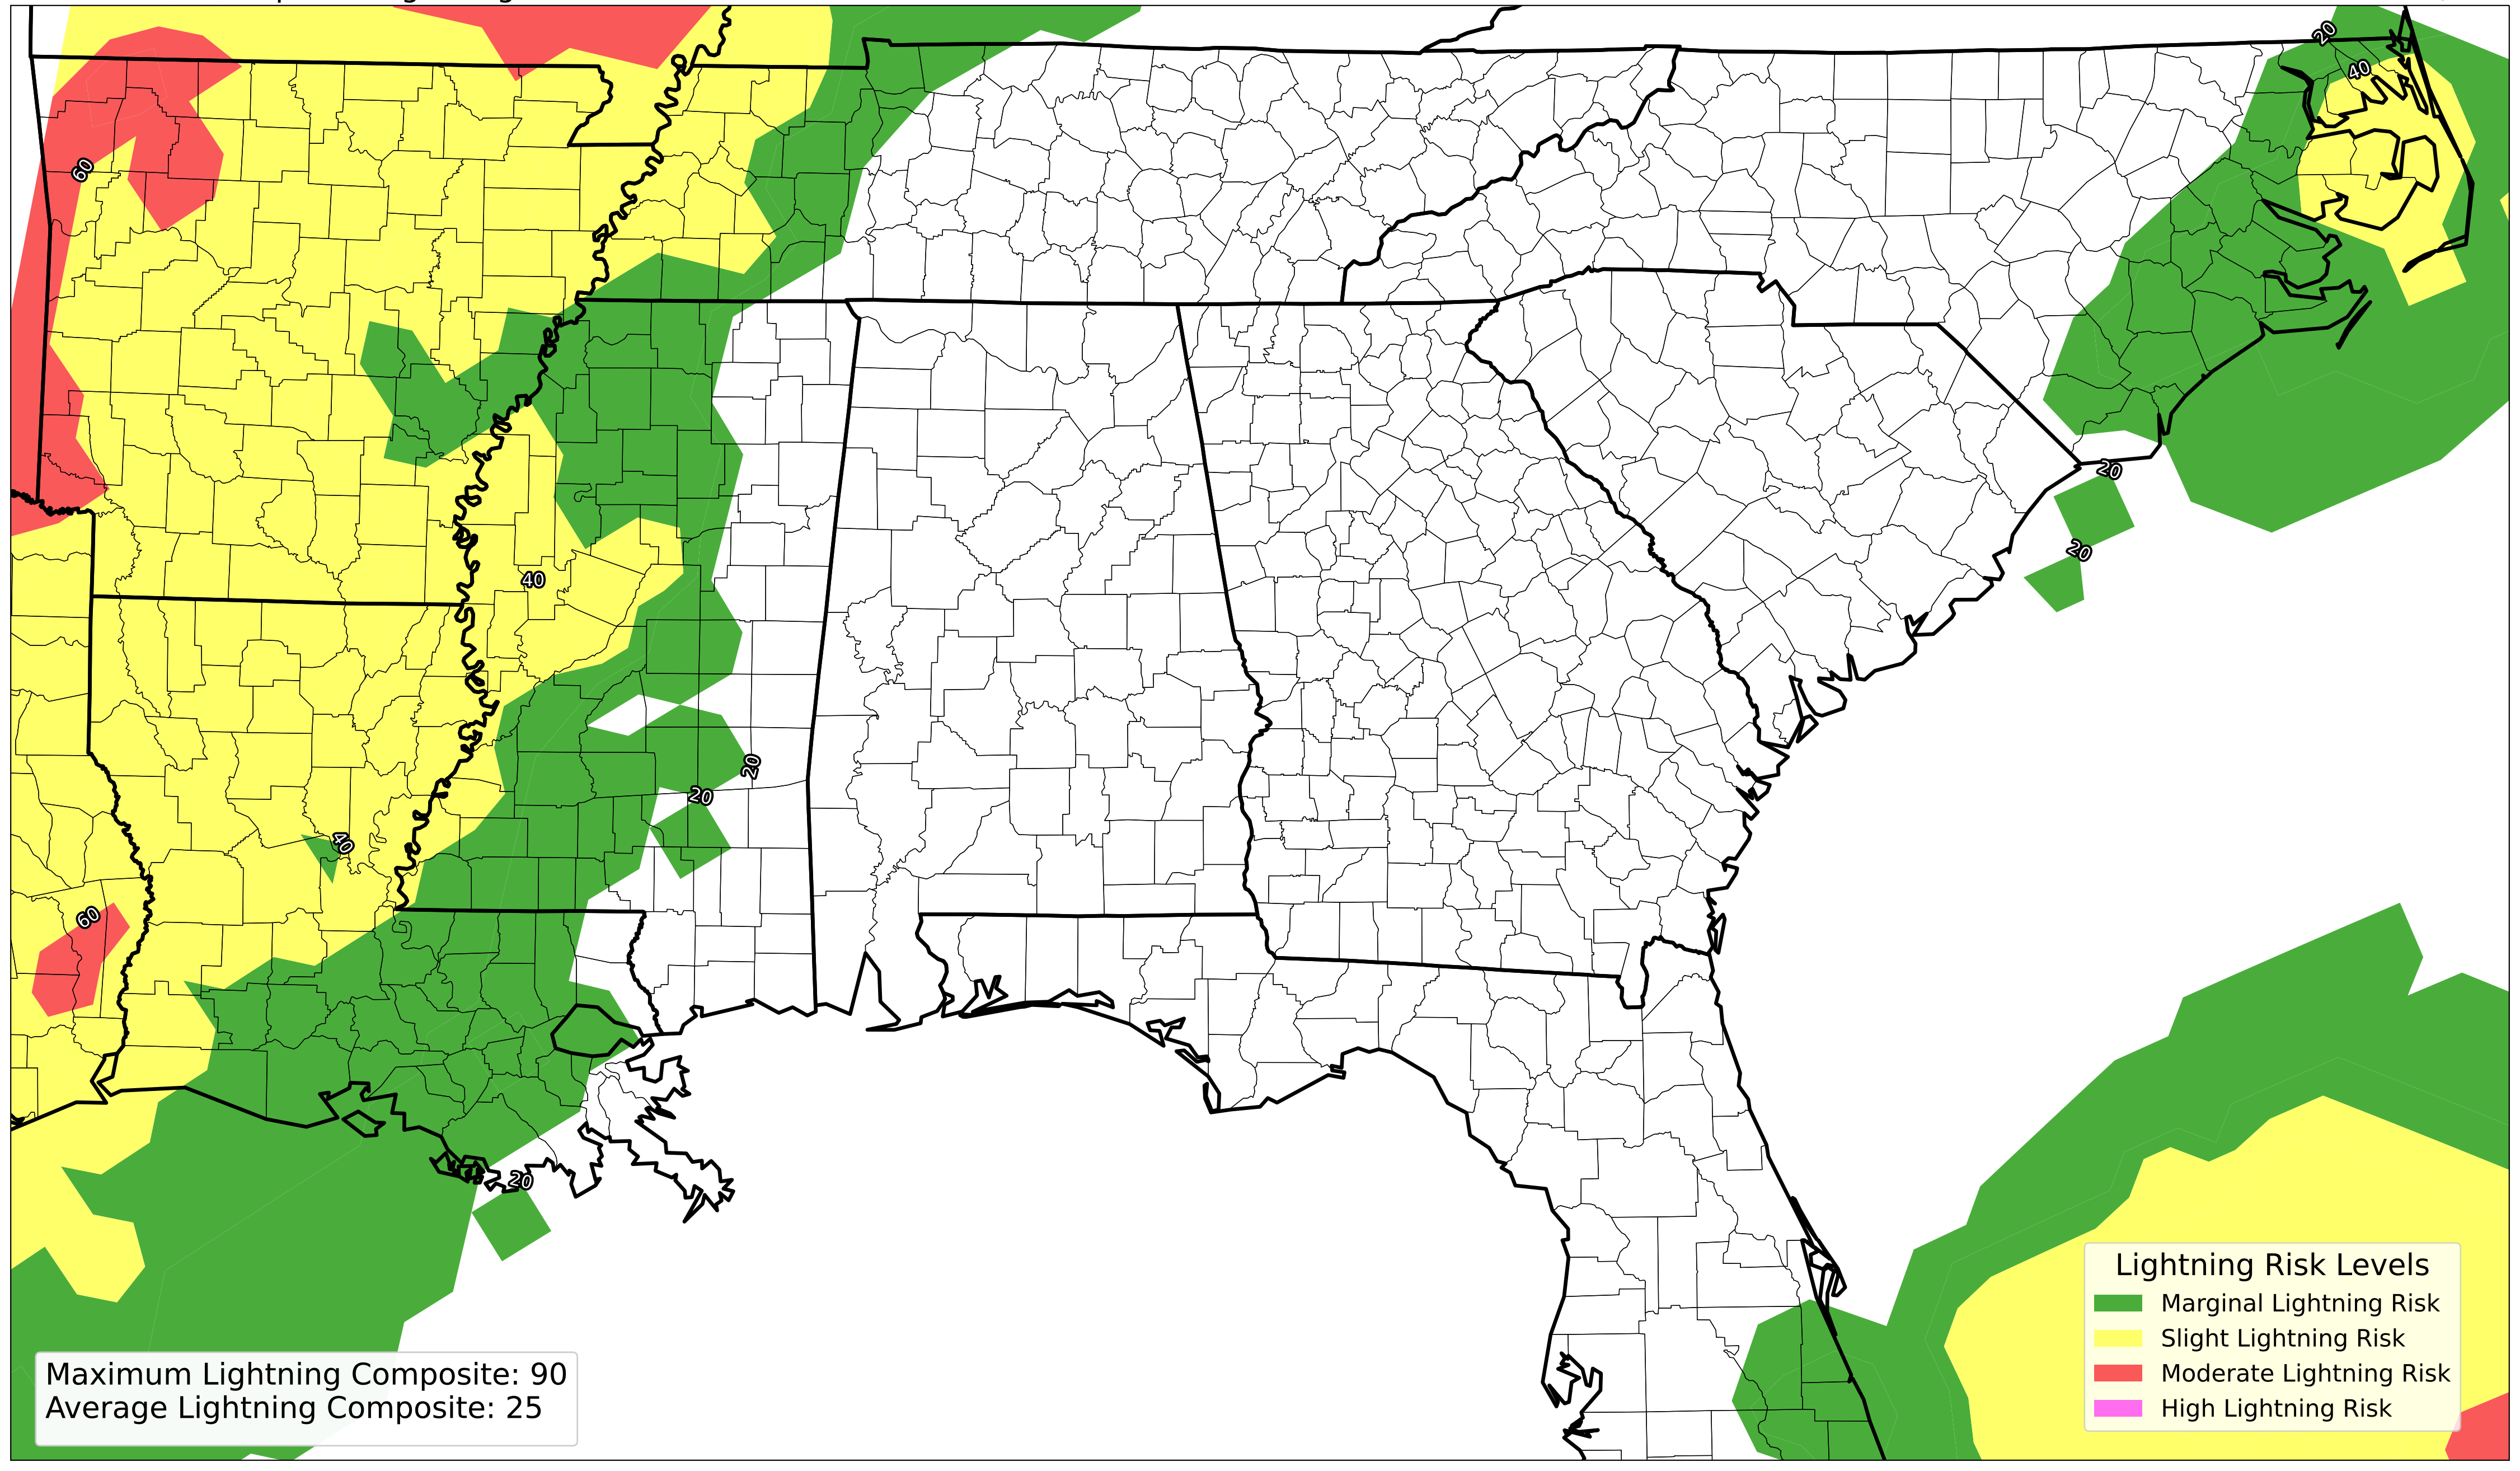 20
40
60
20
20
40
20
20
40
60
20
Lightning Risk Levels
Marginal Lightning Risk
Slight Lightning Risk
Moderate Lightning Risk
High Lightning Risk
Maximum Lightning Composite: 90
Average Lightning Composite: 25